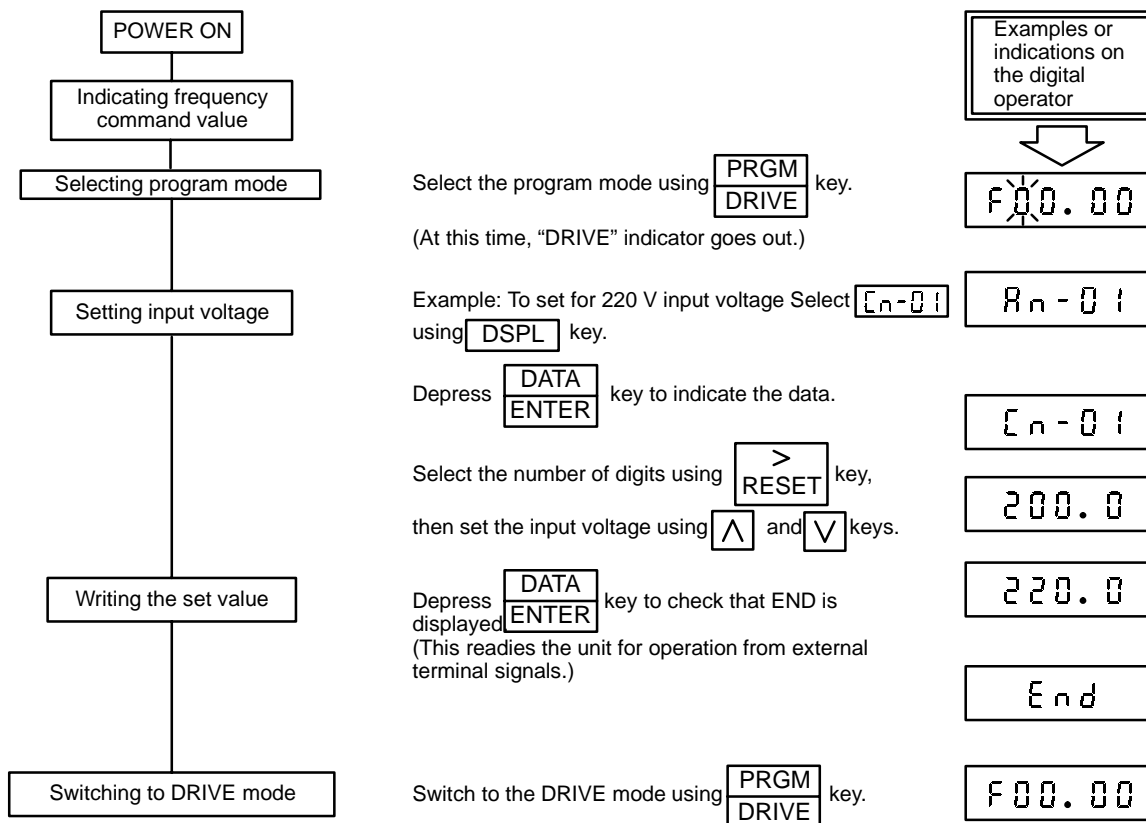 POWER ON
Indicating frequency
command value
Selecting program mode
Setting input voltage
Writing the set value
Switching to DRIVE mode
Select the program mode using PRGM DRIVE key.
(At this time, “DRIVE” indicator goes out.)
Example: To set for 220 V input voltage Select Cn-01
using DSPL key.
Depress DATA ENTER key to indicate the data.
Select the number of digits using > RESET key,
then set the input voltage using ∧ and ∨ keys.
Depress DATA ENTER key to check that END is
displayed
(This readies the unit for operation from external
terminal signals.)
Switch to the DRIVE mode using PRGM DRIVE key.
Examples or
indications on
the digital
operator
F00.00
An-01
Cn-01
200.0
220.0
End
F00.00